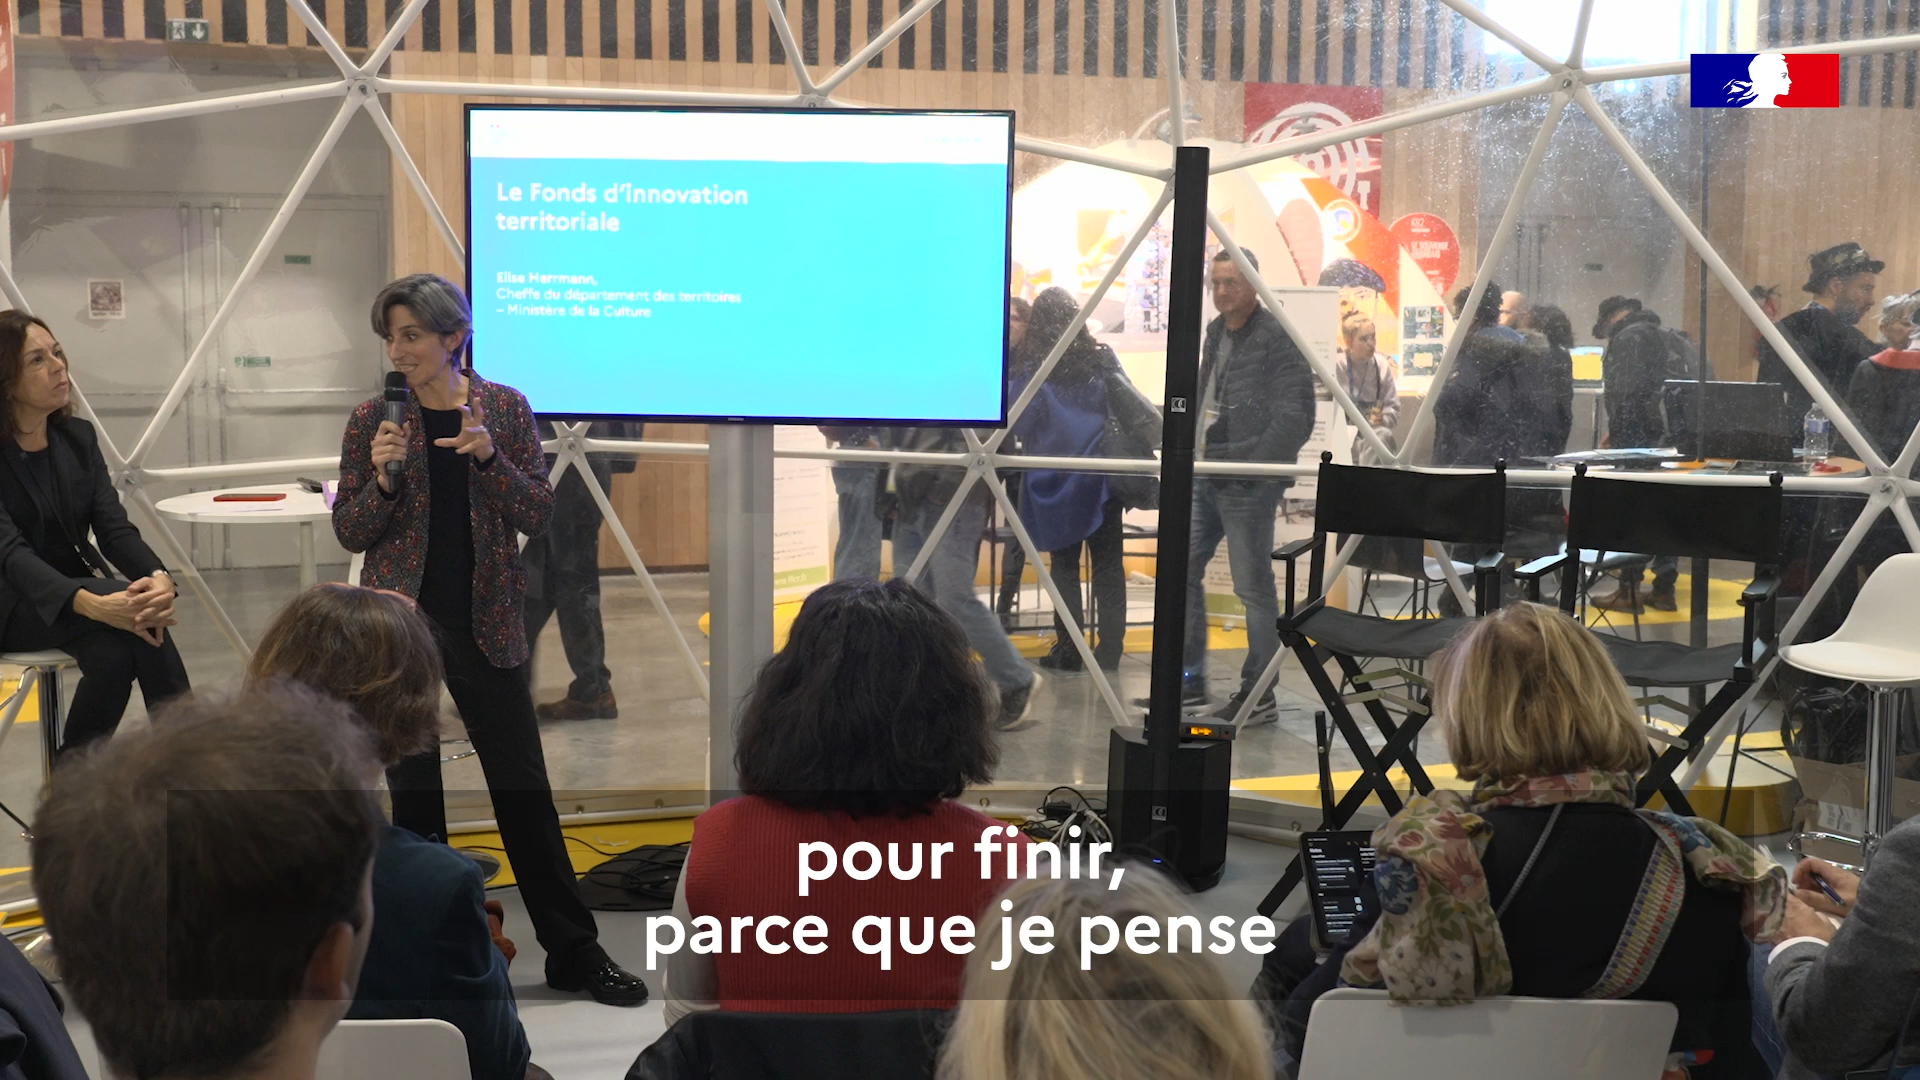 Le Fonds d'innovation
territoriale
Elise Herrmann,
Cheffe du département des territoires
– Ministère de la Culture
pour finir,
parce que je pense